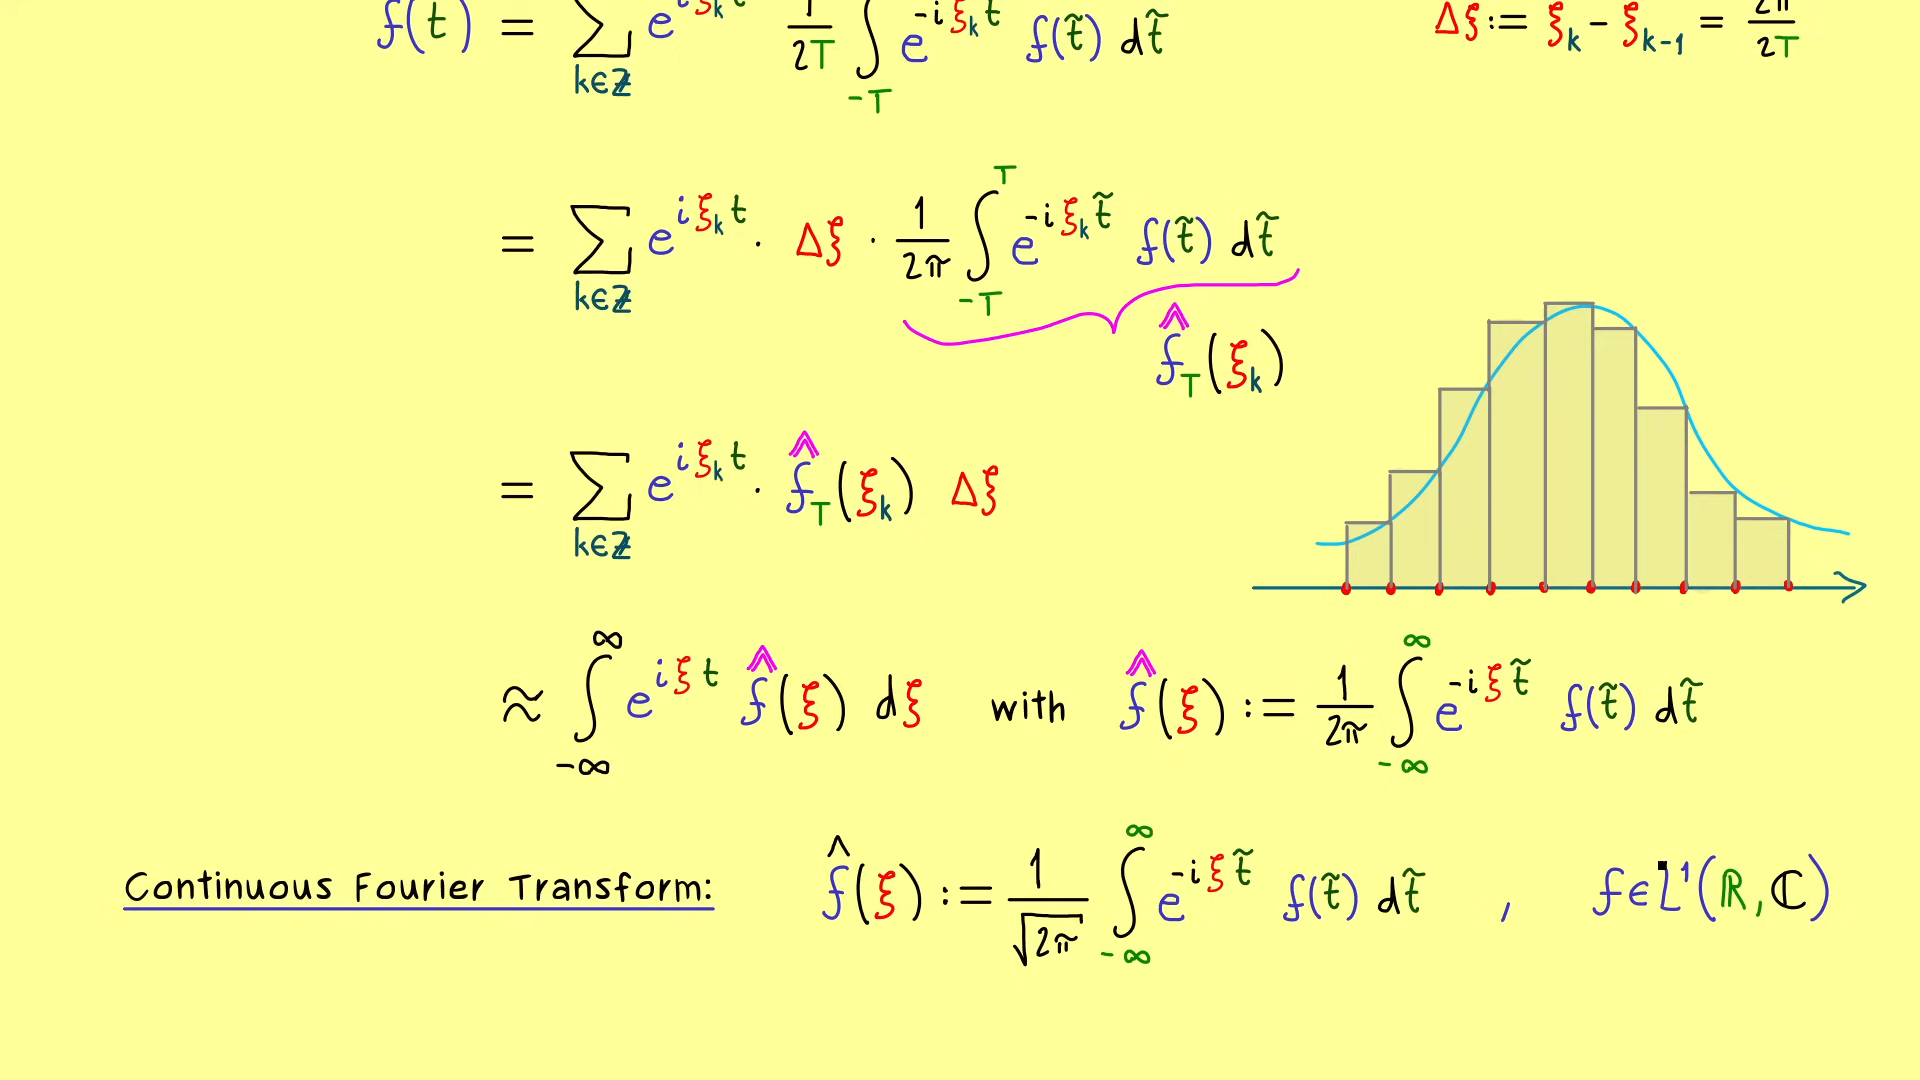 f(t) = ∑_{k∈ℤ} e^{iξ_k t} 1/2T ∫_{-T} e^{-iξ_k t̃} f(t̃) dt̃    Δξ := ξ_k - ξ_{k-1} = 2π/2T
= ∑_{k∈ℤ} e^{iξ_k t} · Δξ · 1/2π ∫_{-T}^{T} e^{-iξ_k t̃} f(t̃) dt̃
f̂_T(ξ_k)
= ∑_{k∈ℤ} e^{iξ_k t} · f̂_T(ξ_k) Δξ
≈ ∫_{-∞}^{∞} e^{iξt} f̂(ξ) dξ with f̂(ξ) := 1/2π ∫_{-∞}^{∞} e^{-iξt̃} f(t̃) dt̃
Continuous Fourier Transform: f̂(ξ) := 1/√2π ∫_{-∞}^{∞} e^{-iξt̃} f(t̃) dt̃ , f∈L¹(ℝ,ℂ)